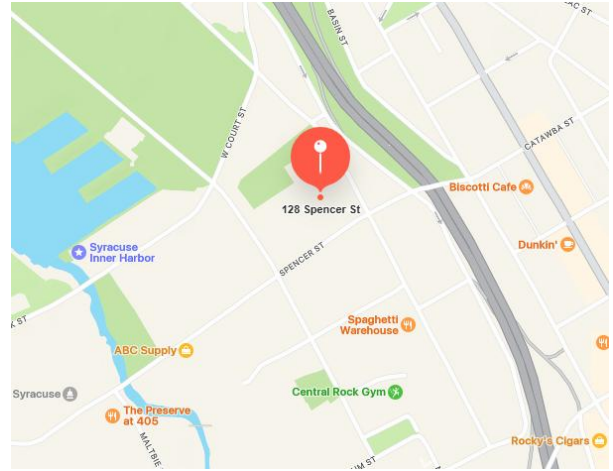 BASIN ST
W COURT ST
CATAWBA ST
128 Spencer St
Biscotti Cafe
Syracuse
Inner Harbor
SPENCER ST
Dunkin'
Spaghetti
Warehouse
ABC Supply
Syracuse
Central Rock Gym
The Preserve
at 405
MALTBIE
Rocky's Cigars